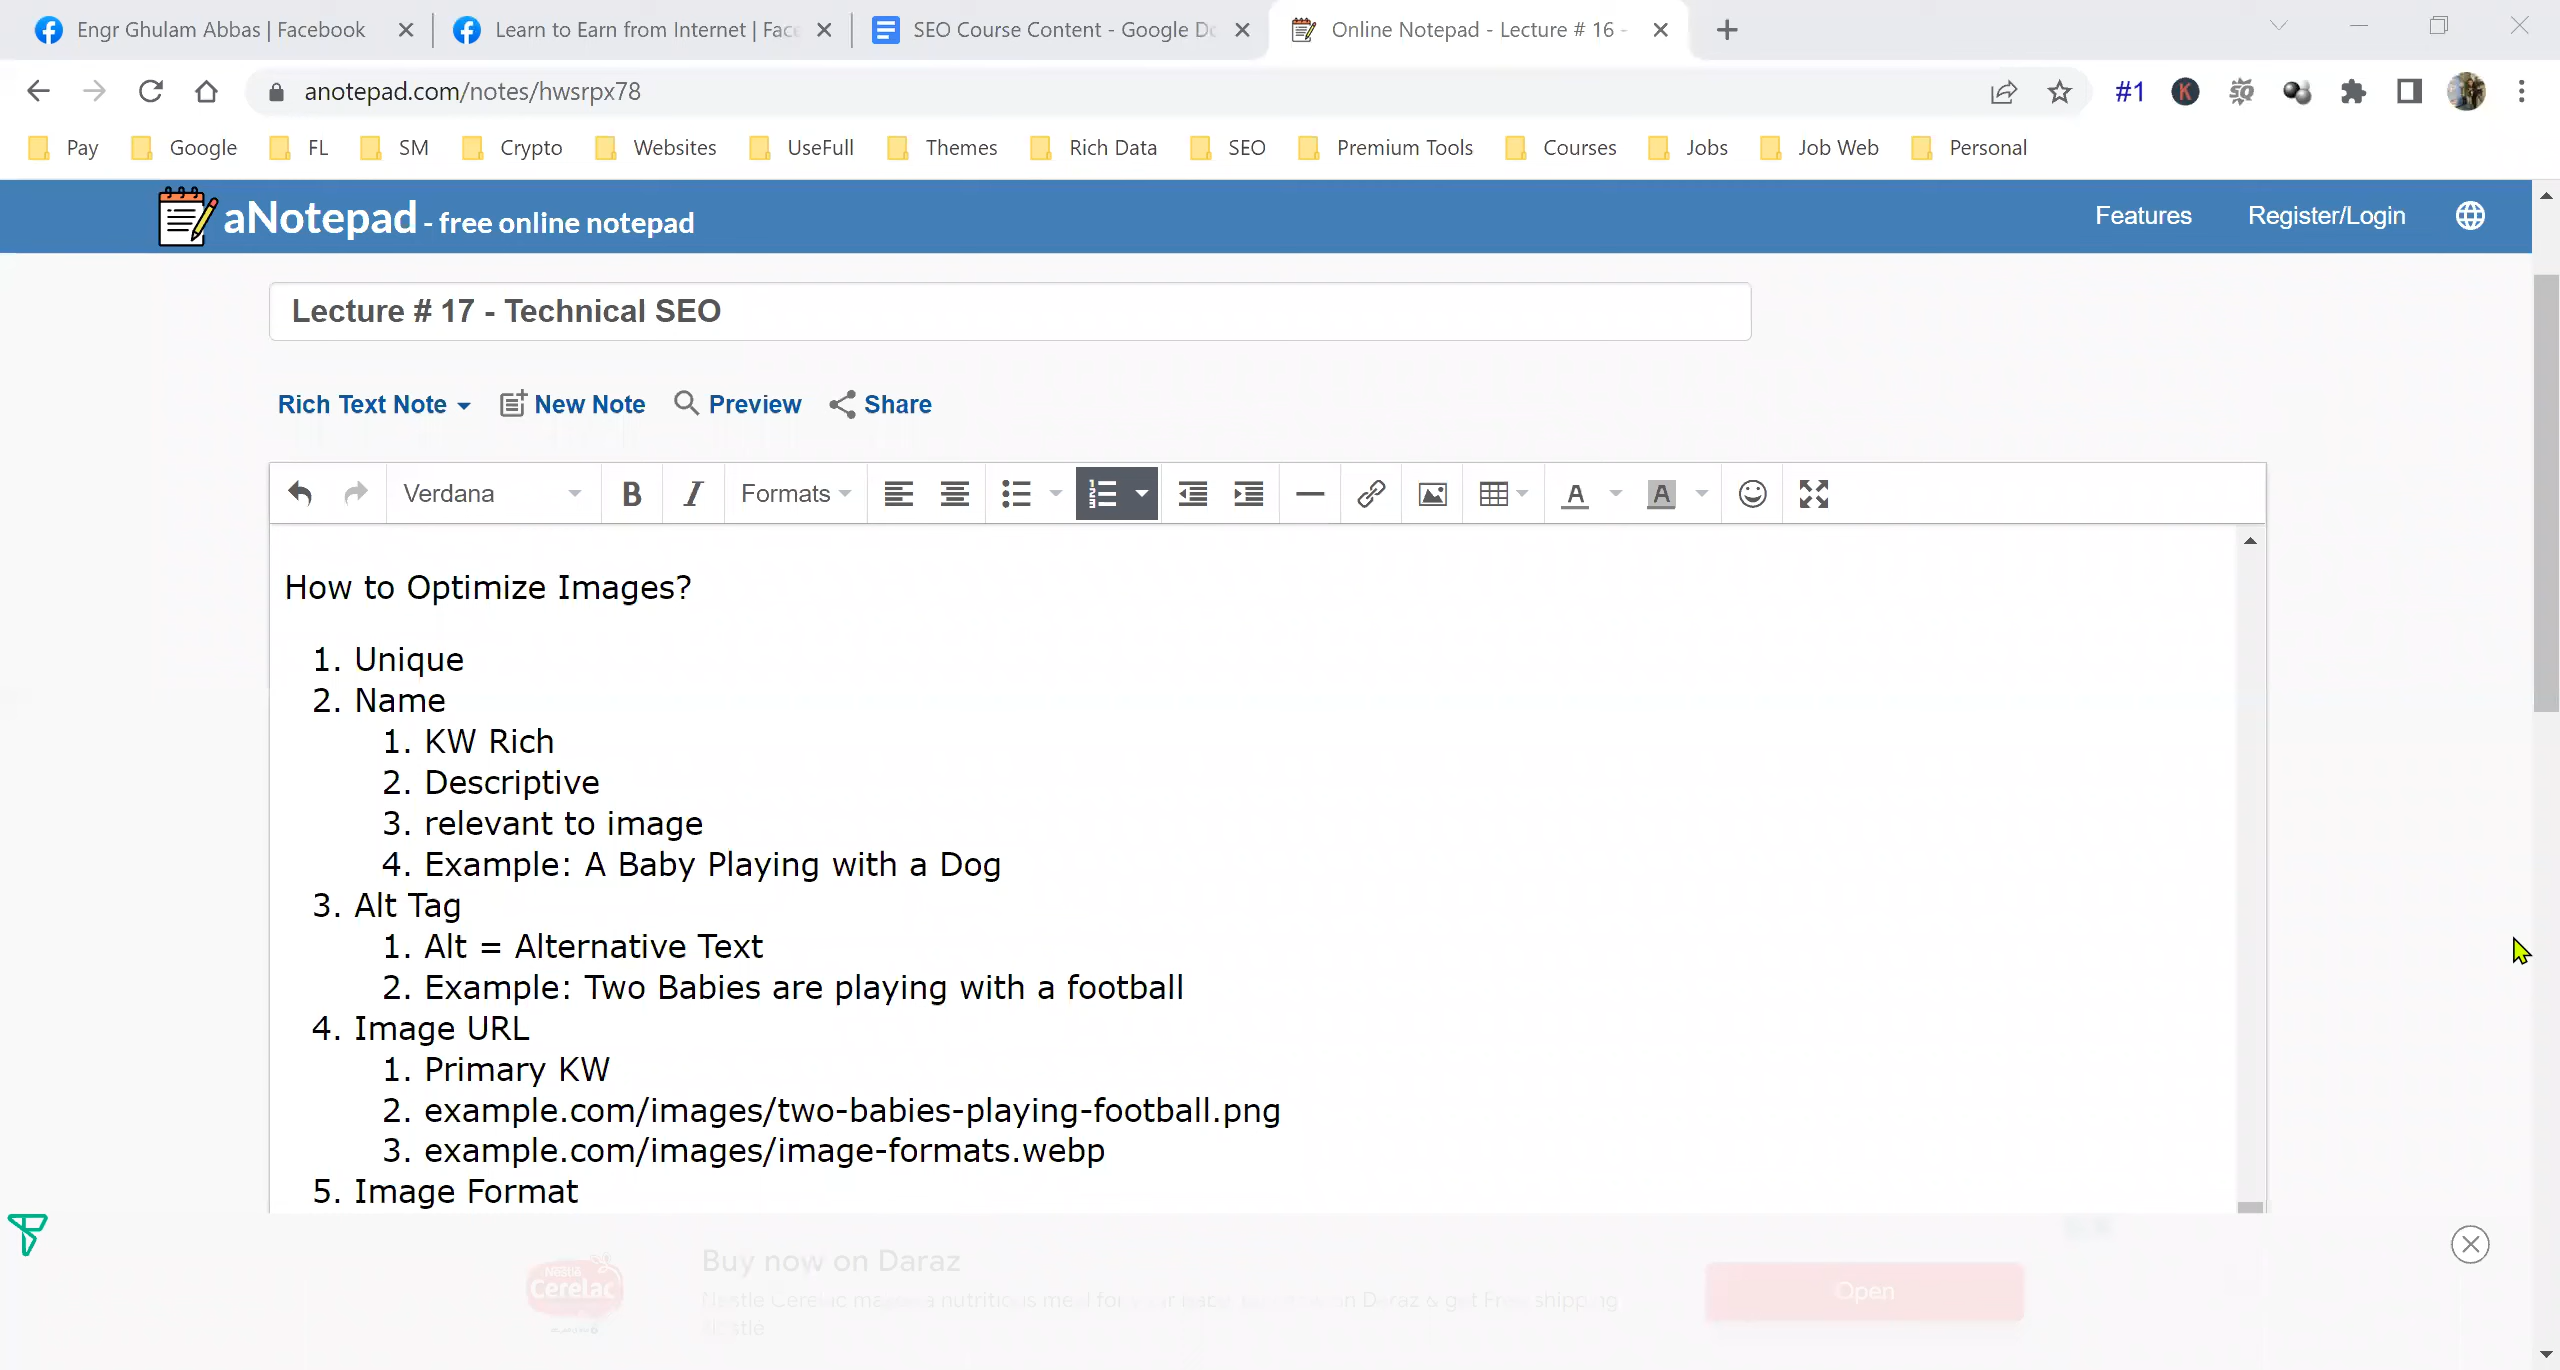 Engr Ghulam Abbas | Facebook
Learn to Earn from Internet | Fac
SEO Course Content - Google D
Online Notepad - Lecture # 16 -
anotepad.com/notes/hwsrpx78
#1
K
SQ
Pay
Google
FL
SM
Crypto
Websites
UseFull
Themes
Rich Data
SEO
Premium Tools
Courses
Jobs
Job Web
Personal
aNotepad - free online notepad
Features
Register/Login
Lecture # 17 - Technical SEO
Rich Text Note
New Note
Preview
Share
Verdana
B
I
Formats
A
A
How to Optimize Images?
1. Unique
2. Name
1. KW Rich
2. Descriptive
3. relevant to image
4. Example: A Baby Playing with a Dog
3. Alt Tag
1. Alt = Alternative Text
2. Example: Two Babies are playing with a football
4. Image URL
1. Primary KW
2. example.com/images/two-babies-playing-football.png
3. example.com/images/image-formats.webp
5. Image Format
Nestlé
Cerelac
Buy now on Daraz
Open